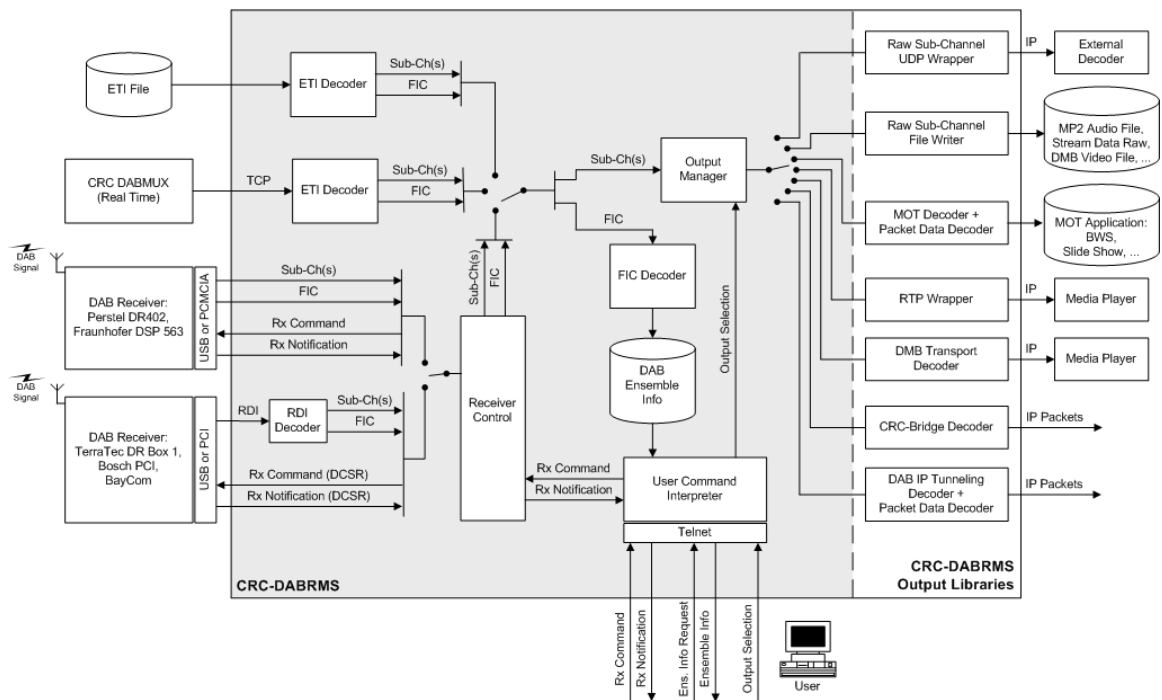 ETI File
ETI Decoder
Sub-Ch(s)
FIC
CRC DABMUX
(Real Time)
TCP
ETI Decoder
Sub-Ch(s)
FIC
DAB
Signal
DAB Receiver:
Perstel DR402,
Fraunhofer DSP 563
USB or PCMCIA
Sub-Ch(s)
FIC
Rx Command
Rx Notification
DAB
Signal
DAB Receiver:
TerraTec DR Box 1,
Bosch PCI,
BayCom
USB or PCI
RDI
RDI
Decoder
Sub-Ch(s)
FIC
Rx Command (DCSR)
Rx Notification (DCSR)
Sub-Ch(s)
FIC
Receiver
Control
Sub-Ch(s)
FIC
Output
Manager
FIC Decoder
DAB
Ensemble
Info
Output Selection
Rx Command
Rx Notification
User Command
Interpreter
Telnet
CRC-DABRMS
Rx Command
Rx Notification
Ens. Info Request
Ensemble Info
Output Selection
User
Raw Sub-Channel
UDP Wrapper
IP
External
Decoder
Raw Sub-Channel
File Writer
MP2 Audio File,
Stream Data Raw,
DMB Video File, ...
MOT Decoder +
Packet Data Decoder
MOT Application:
BWS,
Slide Show, ...
RTP Wrapper
IP
Media Player
DMB Transport
Decoder
IP
Media Player
CRC-Bridge Decoder
IP Packets
DAB IP Tunneling
Decoder +
Packet Data Decoder
IP Packets
CRC-DABRMS
Output Libraries